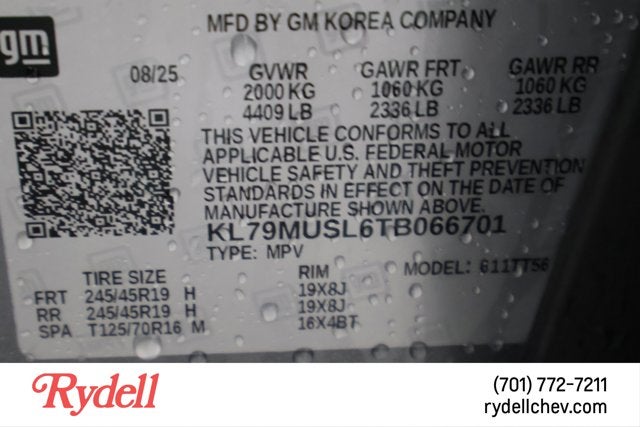 gm
MFD BY GM KOREA COMPANY
08/25 GVWR GAWR FRT GAWR RR
2000 KG 1060 KG 1060 KG
4409 LB 2336 LB 2336 LB
THIS VEHICLE CONFORMS TO ALL
APPLICABLE U.S. FEDERAL MOTOR
VEHICLE SAFETY AND THEFT PREVENTION
STANDARDS IN EFFECT ON THE DATE OF
MANUFACTURE SHOWN ABOVE.
KL79MUSL6TB066701
TYPE: MPV MODEL: 611TT56
TIRE SIZE RIM
FRT 245/45R19 H 19X8J
RR 245/45R19 H 19X8J
SPA T125/70R16 M 16X4BT
Rydell
(701) 772-7211
rydellchev.com